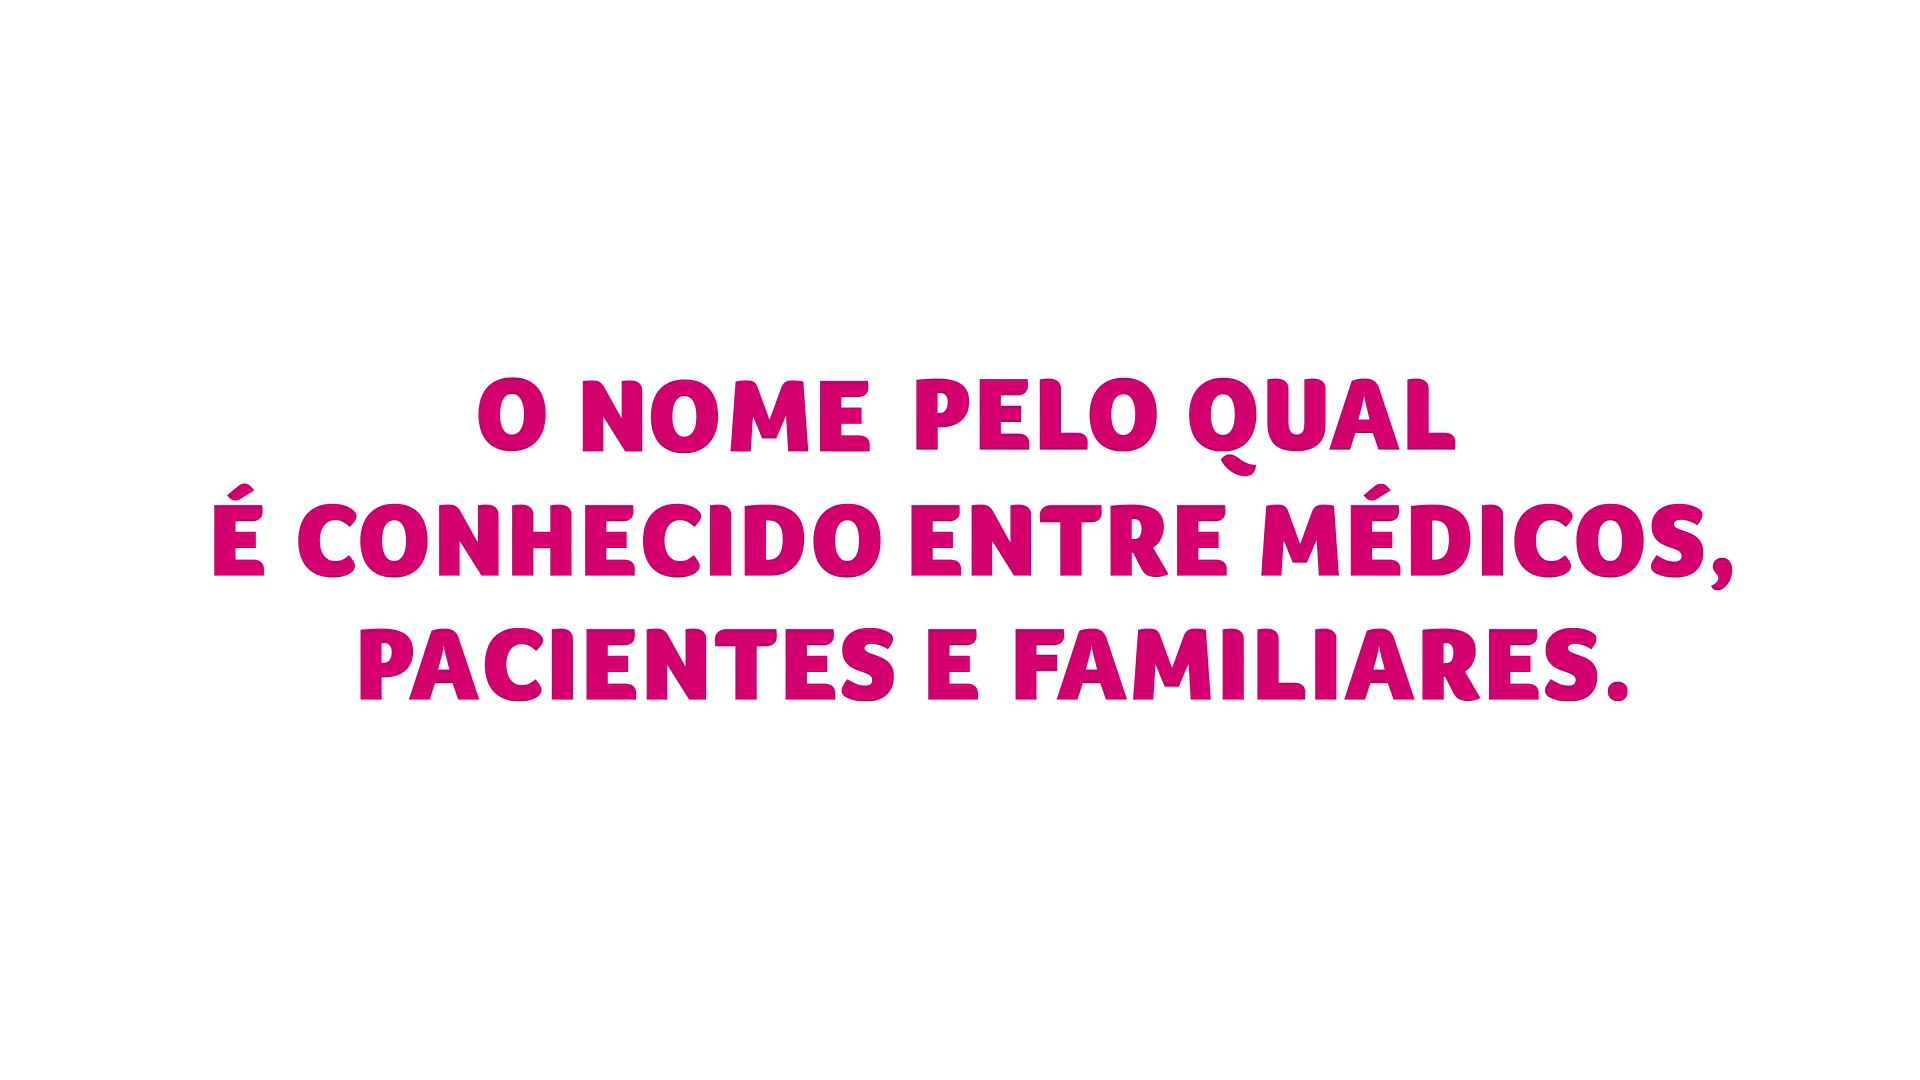 O NOME PELO QUAL
É CONHECIDO ENTRE MÉDICOS,
PACIENTES E FAMILIARES.